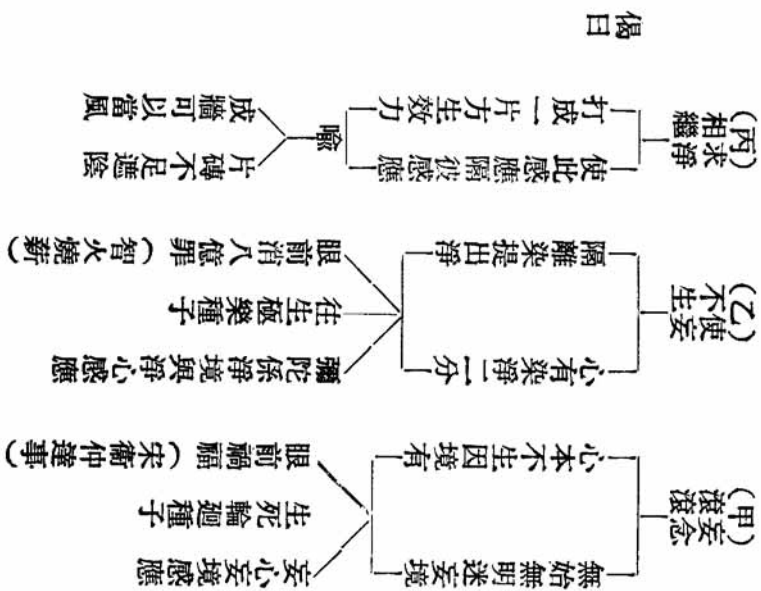 （甲）妄念滾滾
無始無明迷妄境
心本不生因境有
妄心妄境感應
生死輪廻種子
眼前禍福（宋衛仲達事）
（乙）使妄不生
心有染淨二分
隔離染提出淨
彌陀係淨境與淨心感應
往生極樂種子
眼前消八億罪（智火燒薪）
（丙）求淨相繼
使此感應隔彼感應
打成一片方生效力
喻
片磚不足遮陰
成牆可以當風
偈曰